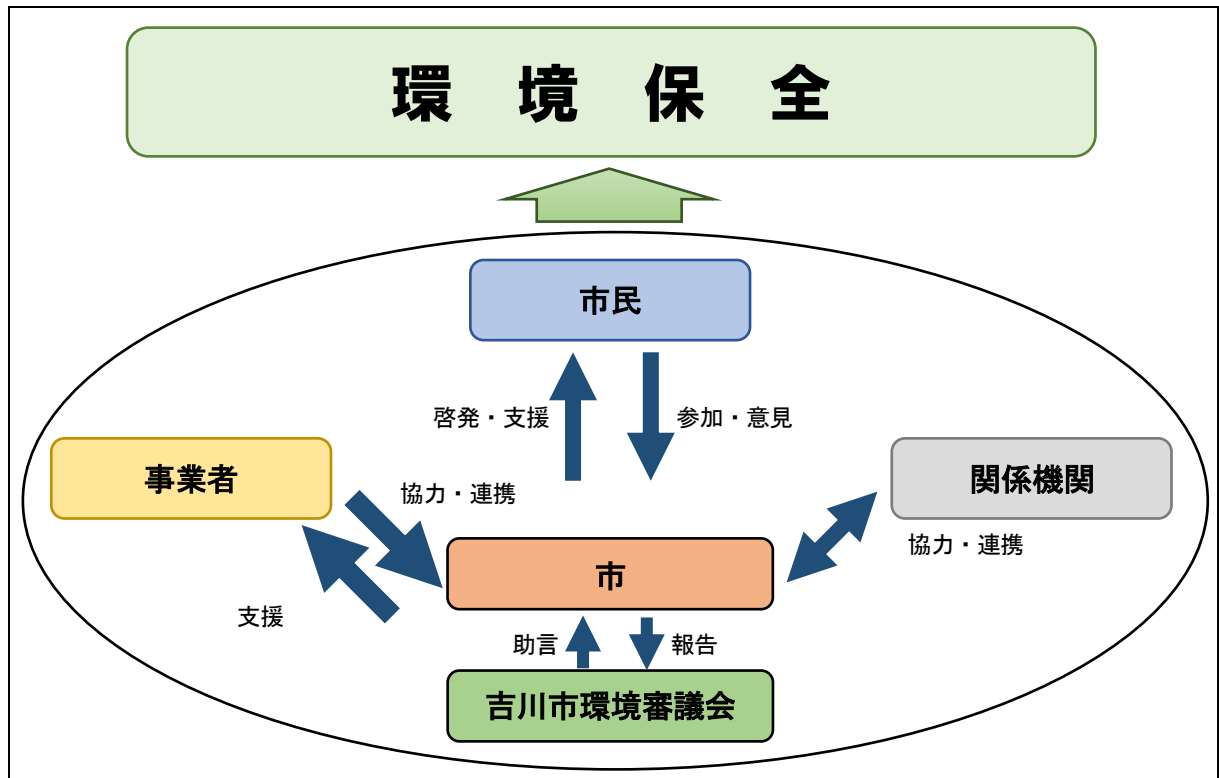 環境保全
市民
啓発・支援
参加・意見
事業者
関係機関
協力・連携
協力・連携
市
支援
助言
報告
吉川市環境審議会